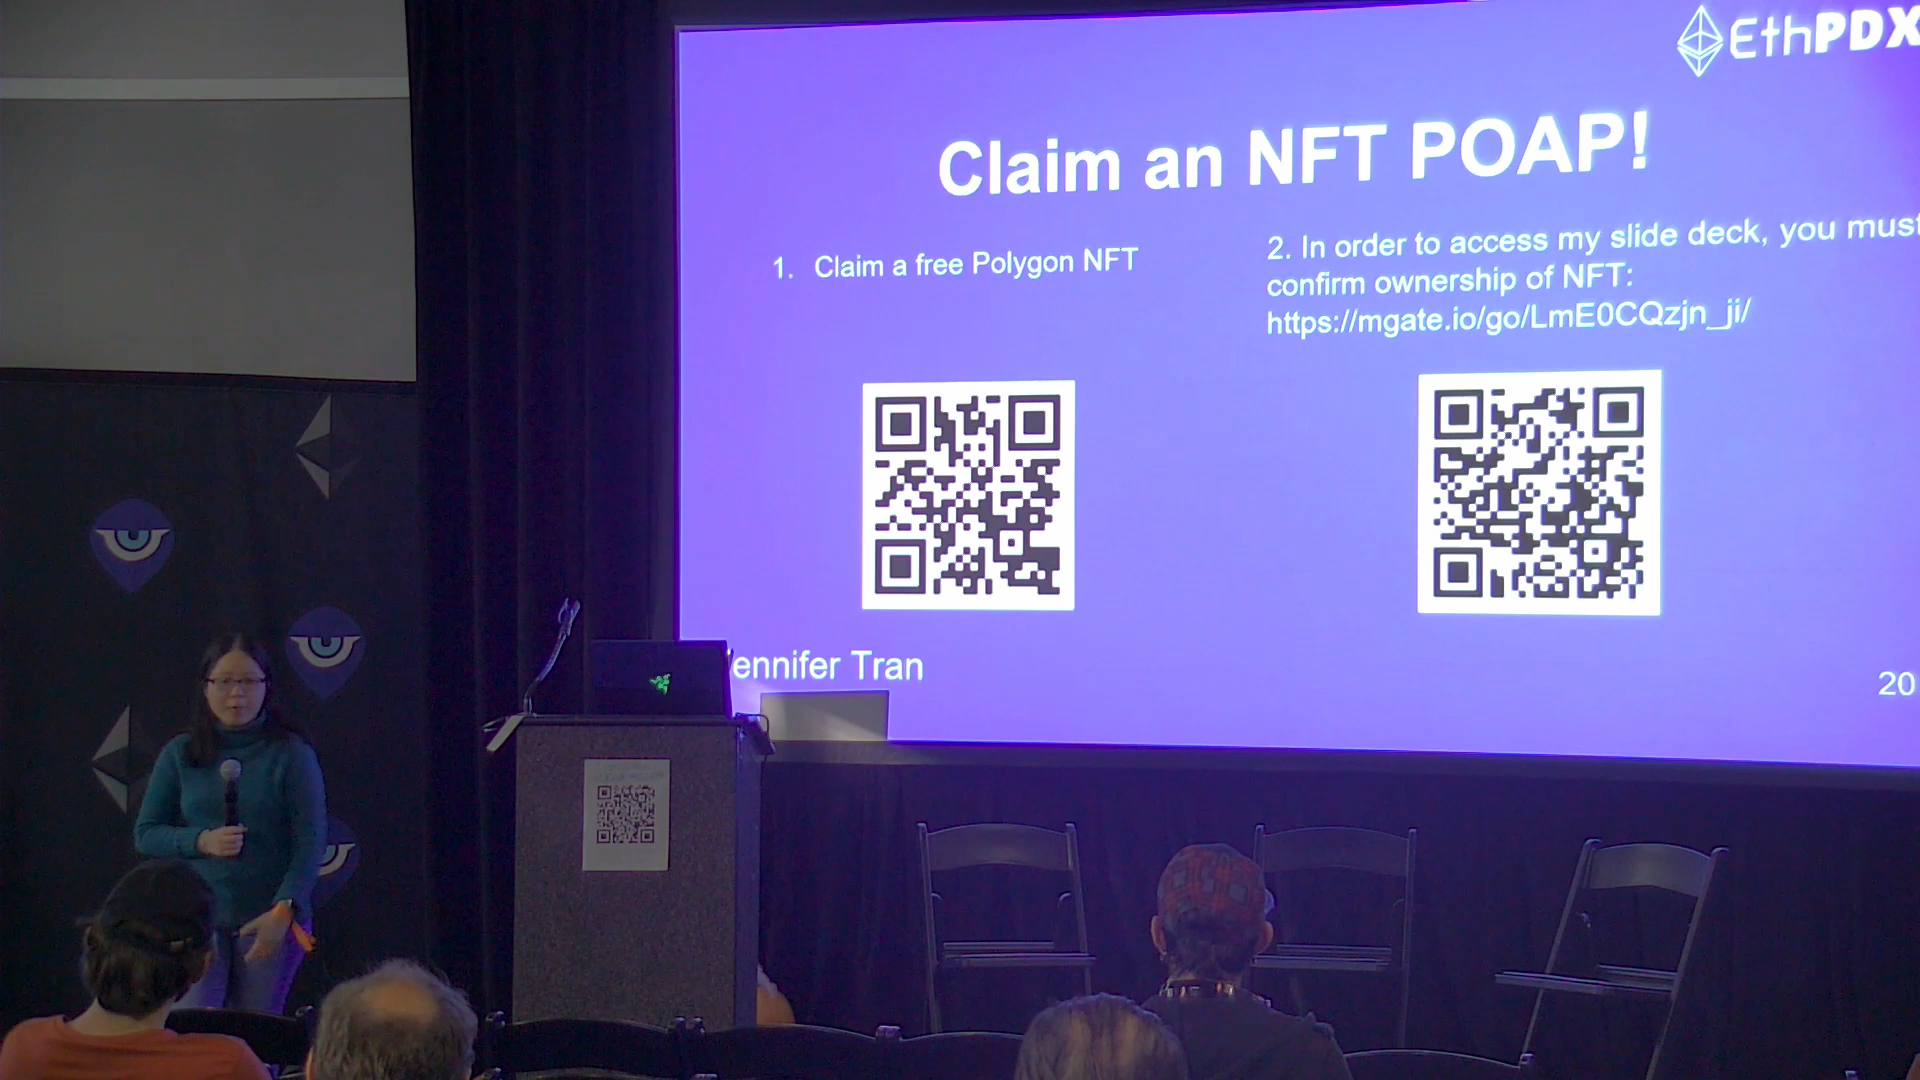 EthPDX
Claim an NFT POAP!
1. Claim a free Polygon NFT
2. In order to access my slide deck, you must
confirm ownership of NFT:
https://mgate.io/go/LmE0CQzjn_ji/
ennifer Tran
20